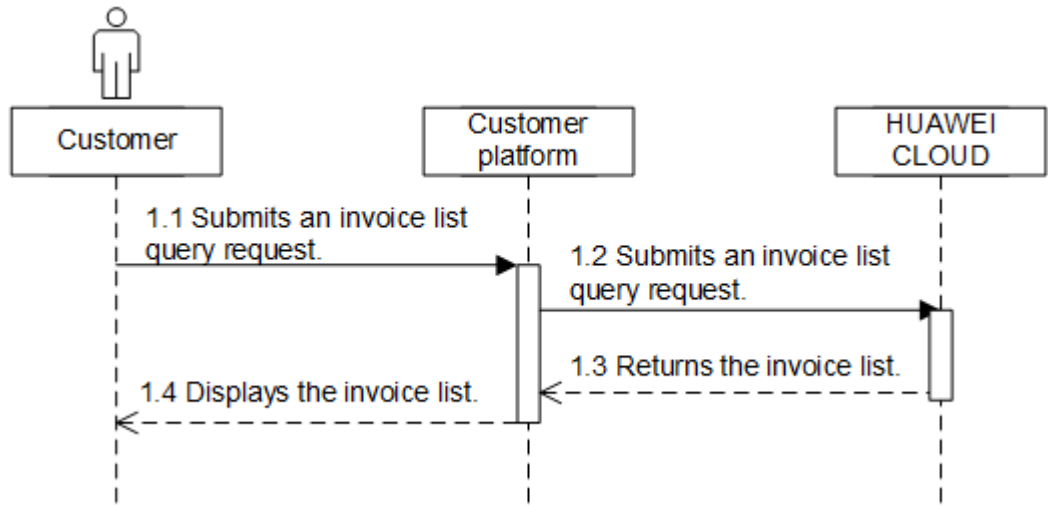 Customer
Customer
platform
HUAWEI
CLOUD
1.1 Submits an invoice list
query request.
1.2 Submits an invoice list
query request.
1.3 Returns the invoice list.
1.4 Displays the invoice list.